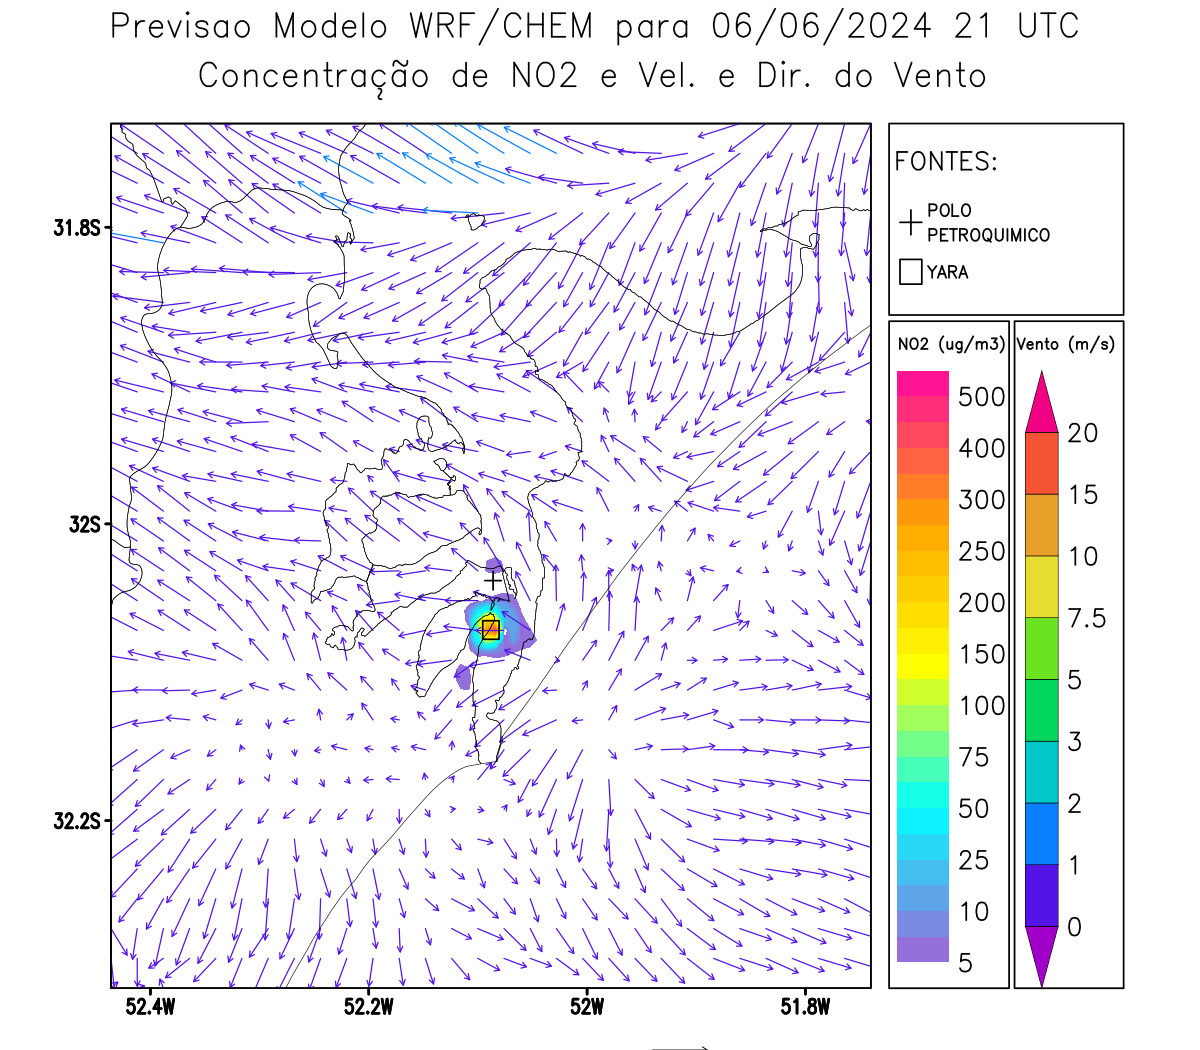 Previsao Modelo WRF/CHEM para 06/06/2024 21 UTC
Concentração de NO2 e Vel. e Dir. do Vento
FONTES:
POLO
PETROQUIMICO
YARA
NO2 (ug/m3)
500
400
300
250
200
150
100
75
50
25
10
5
Vento (m/s)
20
15
10
7.5
5
3
2
1
0
31.8S
32S
32.2S
52.4W
52.2W
52W
51.8W